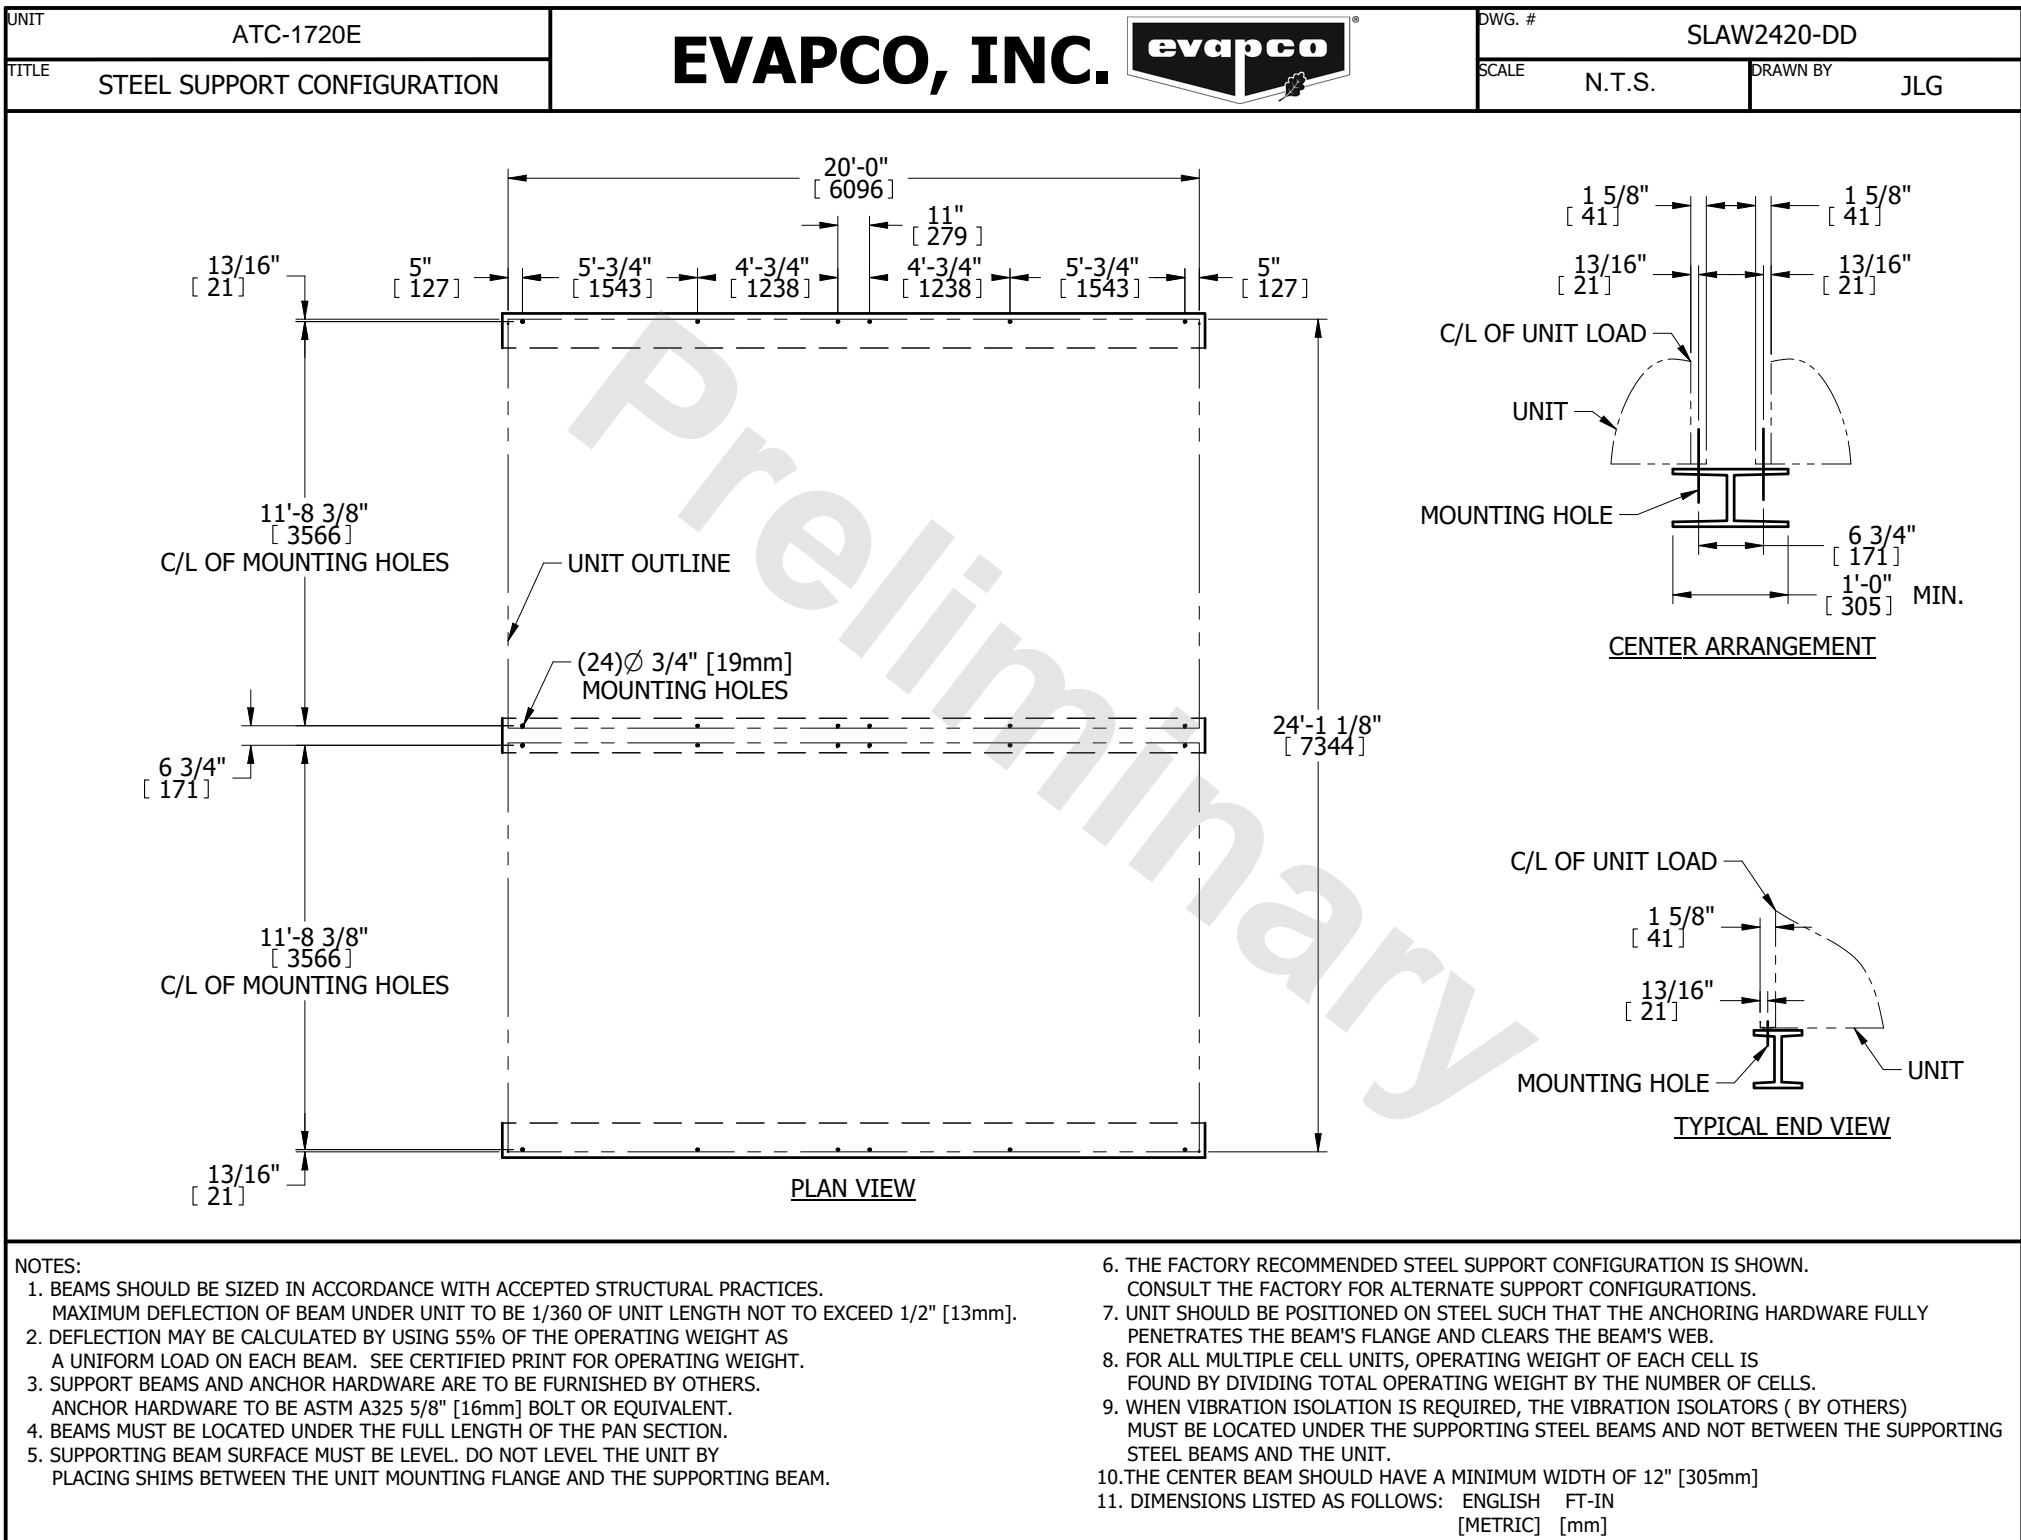 UNIT
ATC-1720E
TITLE
STEEL SUPPORT CONFIGURATION
EVAPCO, INC.
evapco
®
DWG. #
SLAW2420-DD
SCALE
N.T.S.
DRAWN BY
JLG
20'-0"
[ 6096 ]
11"
[ 279 ]
13/16"
[ 21 ]
5"
[ 127 ]
5'-3/4"
[ 1543 ]
4'-3/4"
[ 1238 ]
4'-3/4"
[ 1238 ]
5'-3/4"
[ 1543 ]
5"
[ 127 ]
11'-8 3/8"
[ 3566 ]
C/L OF MOUNTING HOLES
UNIT OUTLINE
(24)Ø 3/4" [19mm]
MOUNTING HOLES
6 3/4"
[ 171 ]
24'-1 1/8"
[ 7344 ]
11'-8 3/8"
[ 3566 ]
C/L OF MOUNTING HOLES
13/16"
[ 21 ]
PLAN VIEW
Preliminary
1 5/8"
[ 41 ]
1 5/8"
[ 41 ]
13/16"
[ 21 ]
13/16"
[ 21 ]
C/L OF UNIT LOAD
UNIT
MOUNTING HOLE
6 3/4"
[ 171 ]
1'-0"
[ 305 ] MIN.
CENTER ARRANGEMENT
C/L OF UNIT LOAD
1 5/8"
[ 41 ]
13/16"
[ 21 ]
MOUNTING HOLE
UNIT
TYPICAL END VIEW
NOTES:
1. BEAMS SHOULD BE SIZED IN ACCORDANCE WITH ACCEPTED STRUCTURAL PRACTICES.
MAXIMUM DEFLECTION OF BEAM UNDER UNIT TO BE 1/360 OF UNIT LENGTH NOT TO EXCEED 1/2" [13mm].
2. DEFLECTION MAY BE CALCULATED BY USING 55% OF THE OPERATING WEIGHT AS
A UNIFORM LOAD ON EACH BEAM. SEE CERTIFIED PRINT FOR OPERATING WEIGHT.
3. SUPPORT BEAMS AND ANCHOR HARDWARE ARE TO BE FURNISHED BY OTHERS.
ANCHOR HARDWARE TO BE ASTM A325 5/8" [16mm] BOLT OR EQUIVALENT.
4. BEAMS MUST BE LOCATED UNDER THE FULL LENGTH OF THE PAN SECTION.
5. SUPPORTING BEAM SURFACE MUST BE LEVEL. DO NOT LEVEL THE UNIT BY
PLACING SHIMS BETWEEN THE UNIT MOUNTING FLANGE AND THE SUPPORTING BEAM.
6. THE FACTORY RECOMMENDED STEEL SUPPORT CONFIGURATION IS SHOWN.
CONSULT THE FACTORY FOR ALTERNATE SUPPORT CONFIGURATIONS.
7. UNIT SHOULD BE POSITIONED ON STEEL SUCH THAT THE ANCHORING HARDWARE FULLY
PENETRATES THE BEAM'S FLANGE AND CLEARS THE BEAM'S WEB.
8. FOR ALL MULTIPLE CELL UNITS, OPERATING WEIGHT OF EACH CELL IS
FOUND BY DIVIDING TOTAL OPERATING WEIGHT BY THE NUMBER OF CELLS.
9. WHEN VIBRATION ISOLATION IS REQUIRED, THE VIBRATION ISOLATORS ( BY OTHERS)
MUST BE LOCATED UNDER THE SUPPORTING STEEL BEAMS AND NOT BETWEEN THE SUPPORTING
STEEL BEAMS AND THE UNIT.
10.THE CENTER BEAM SHOULD HAVE A MINIMUM WIDTH OF 12" [305mm]
11. DIMENSIONS LISTED AS FOLLOWS: ENGLISH FT-IN
[METRIC] [mm]